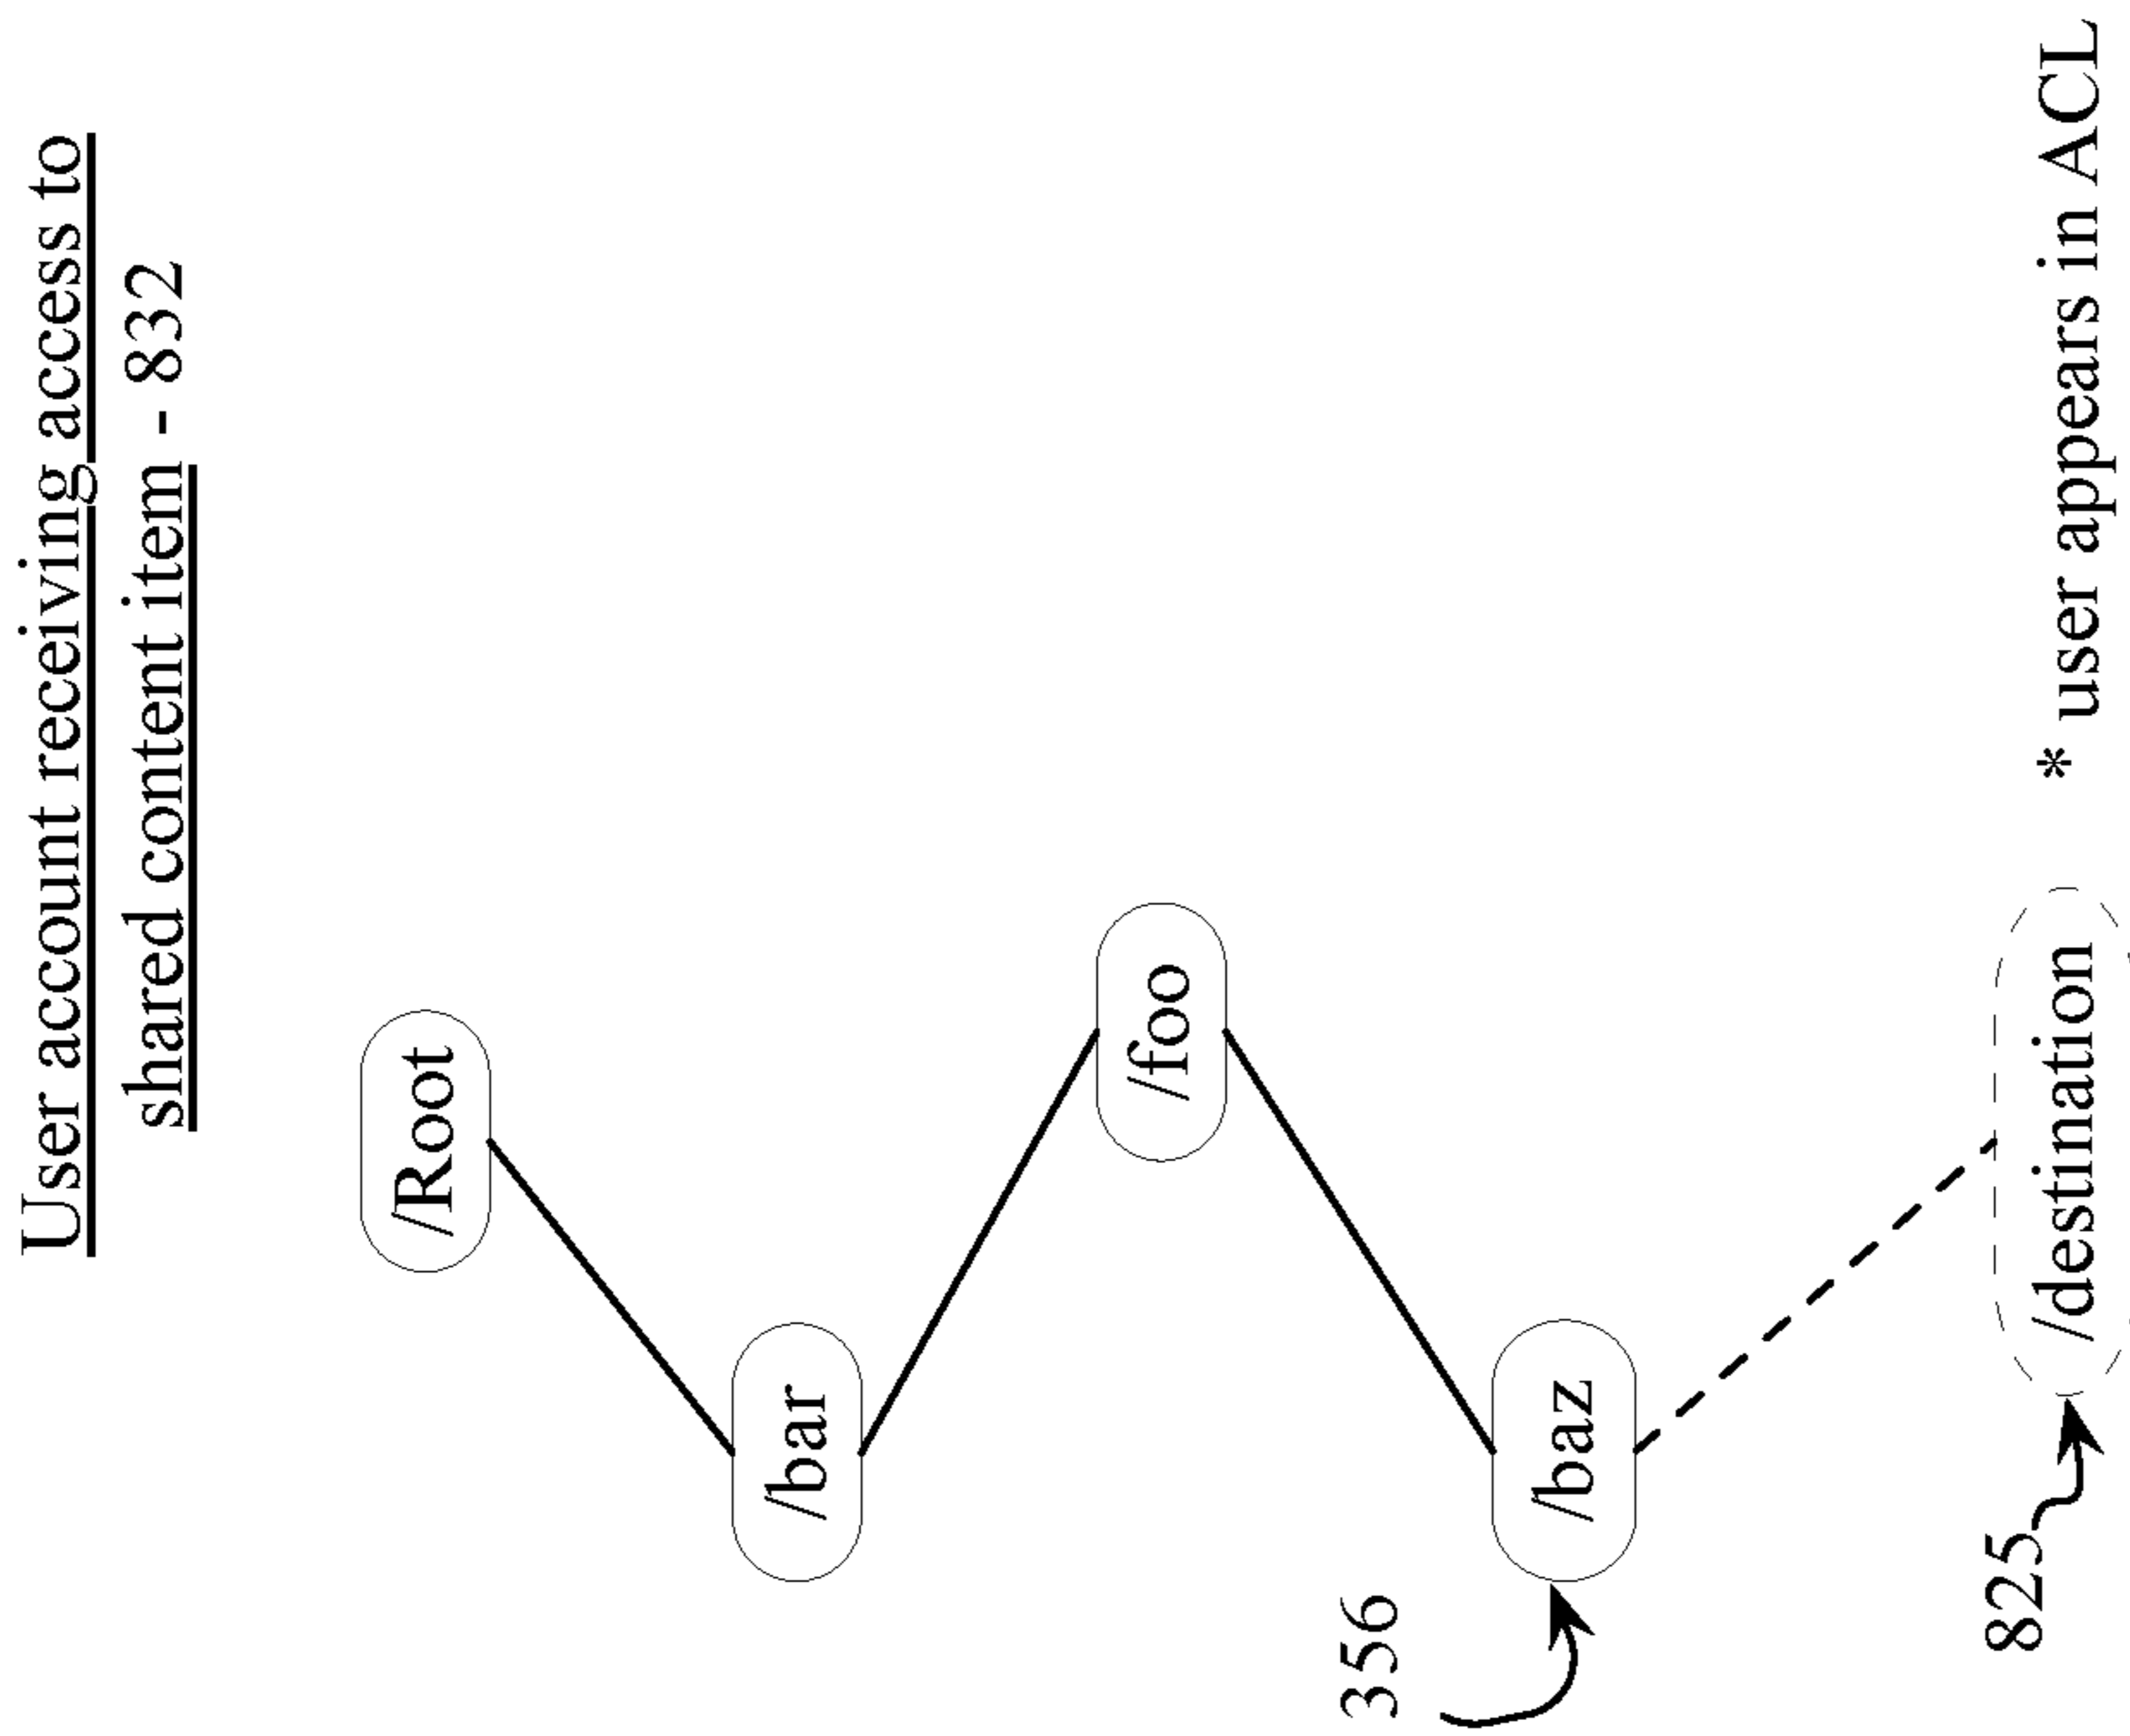 User account receiving access to
shared content item - 832
/Root
/bar
/foo
356
/baz
825
/destination
* user appears in ACL